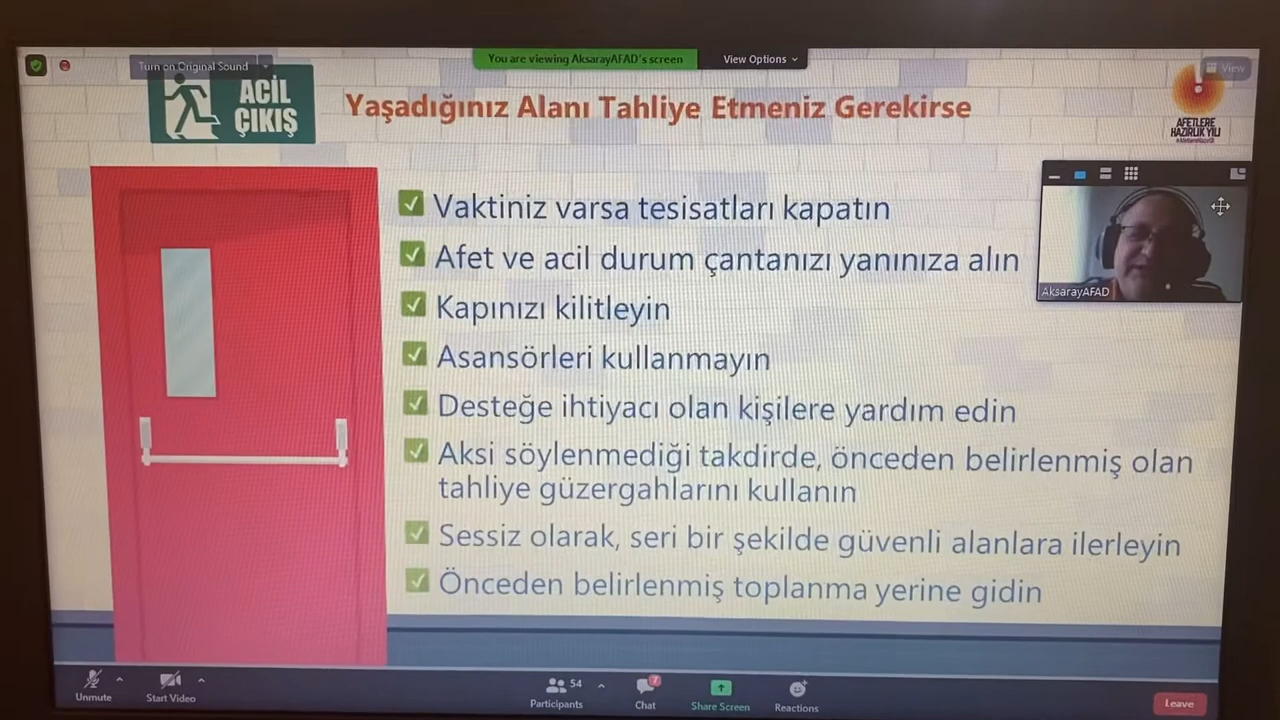 Turn on Original Sound
You are viewing AksarayAFAD's screen
View Options
View
ACİL
ÇIKIŞ
Yaşadığınız Alanı Tahliye Etmeniz Gerekirse
AFETLERE
HAZIRLIK YILI
Vaktiniz varsa tesisatları kapatın
Afet ve acil durum çantanızı yanınıza alın
Kapınızı kilitleyin
Asansörleri kullanmayın
Desteğe ihtiyacı olan kişilere yardım edin
Aksi söylenmediği takdirde, önceden belirlenmiş olan
tahliye güzergahlarını kullanın
Sessiz olarak, seri bir şekilde güvenli alanlara ilerleyin
Önceden belirlenmiş toplanma yerine gidin
AksarayAFAD
Unmute
Start Video
54
Participants
7
Chat
Share Screen
Reactions
Leave